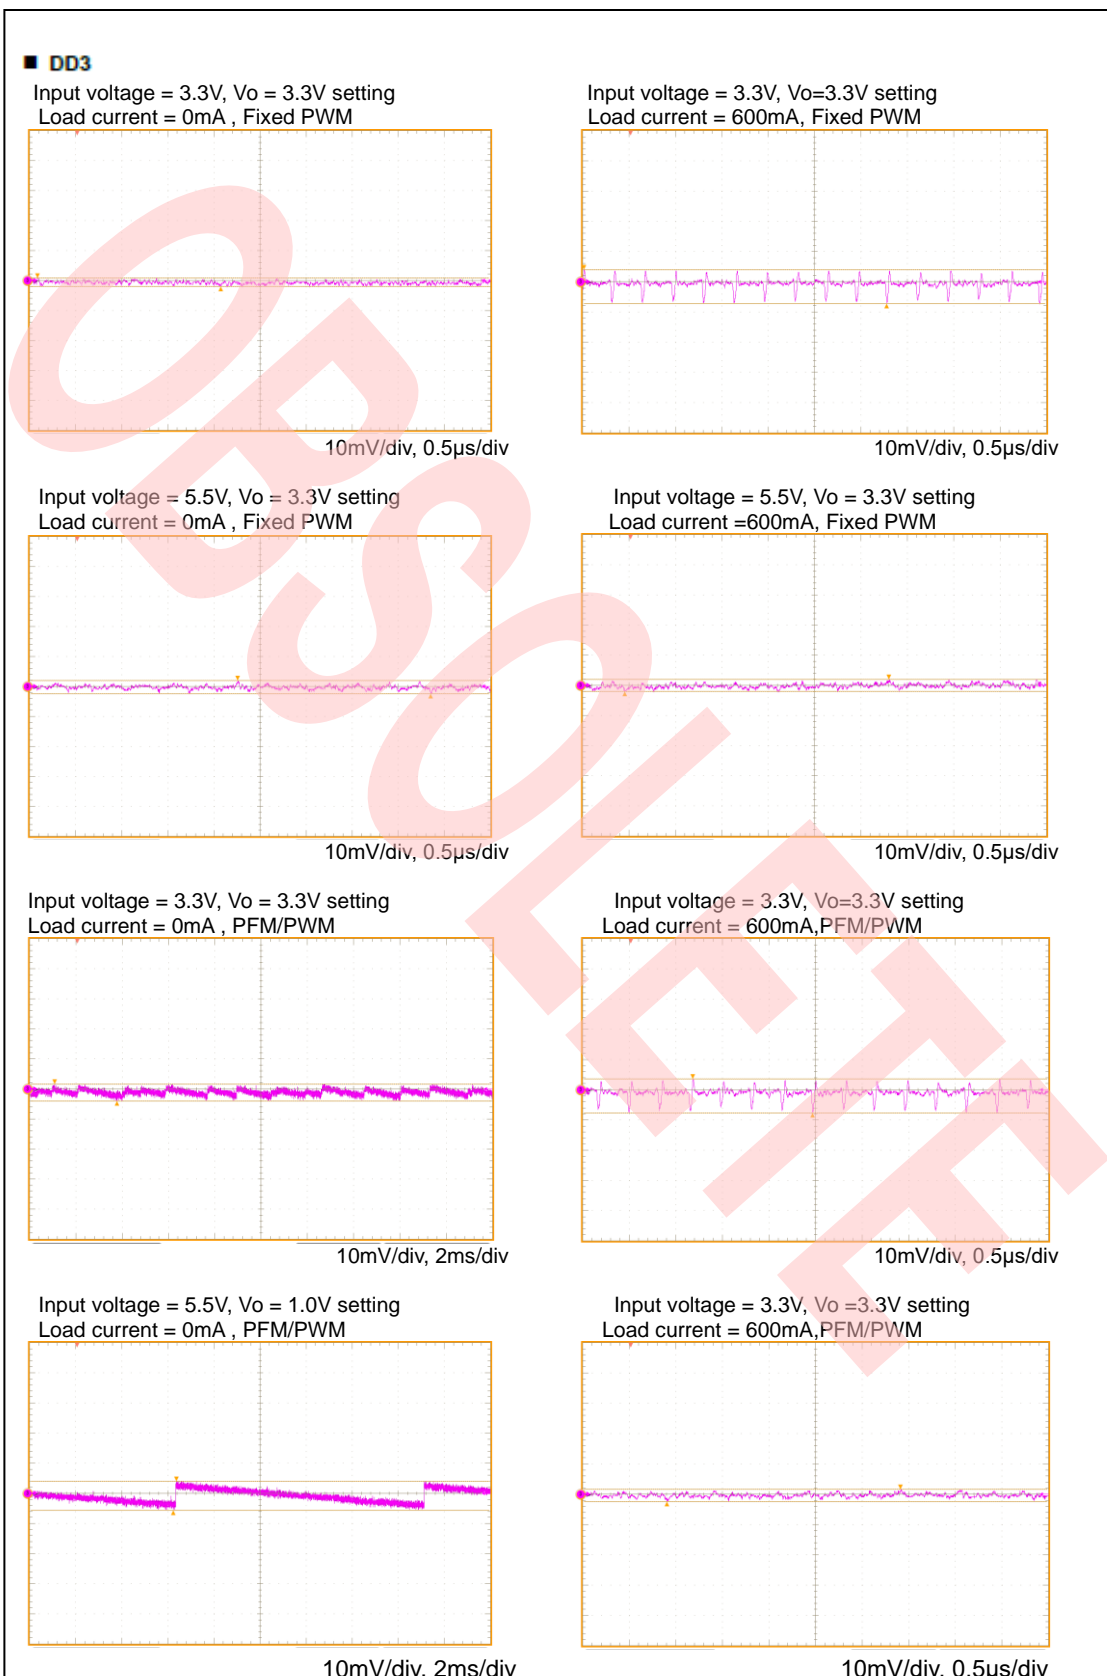 ■ DD3
Input voltage = 3.3V, Vo = 3.3V setting
Load current = 0mA , Fixed PWM
10mV/div, 0.5µs/div
Input voltage = 3.3V, Vo=3.3V setting
Load current = 600mA, Fixed PWM
10mV/div, 0.5µs/div
Input voltage = 5.5V, Vo = 3.3V setting
Load current = 0mA , Fixed PWM
10mV/div, 0.5µs/div
Input voltage = 5.5V, Vo = 3.3V setting
Load current =600mA, Fixed PWM
10mV/div, 0.5µs/div
Input voltage = 3.3V, Vo = 3.3V setting
Load current = 0mA , PFM/PWM
10mV/div, 2ms/div
Input voltage = 3.3V, Vo=3.3V setting
Load current = 600mA,PFM/PWM
10mV/div, 0.5µs/div
Input voltage = 5.5V, Vo = 1.0V setting
Load current = 0mA , PFM/PWM
10mV/div, 2ms/div
Input voltage = 3.3V, Vo =3.3V setting
Load current = 600mA,PFM/PWM
10mV/div, 0.5µs/div
OBSOLETE